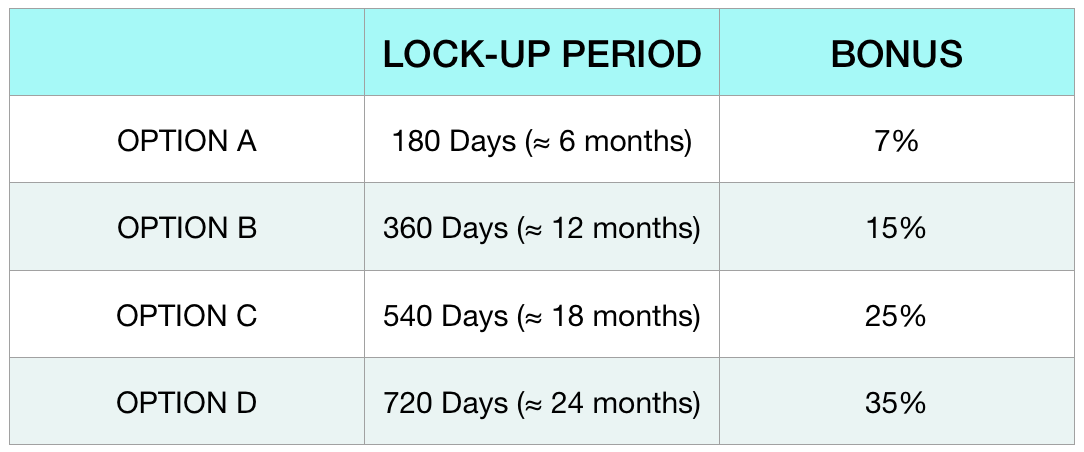 LOCK-UP PERIOD BONUS
OPTION A 180 Days (≈ 6 months) 7%
OPTION B 360 Days (≈ 12 months) 15%
OPTION C 540 Days (≈ 18 months) 25%
OPTION D 720 Days (≈ 24 months) 35%